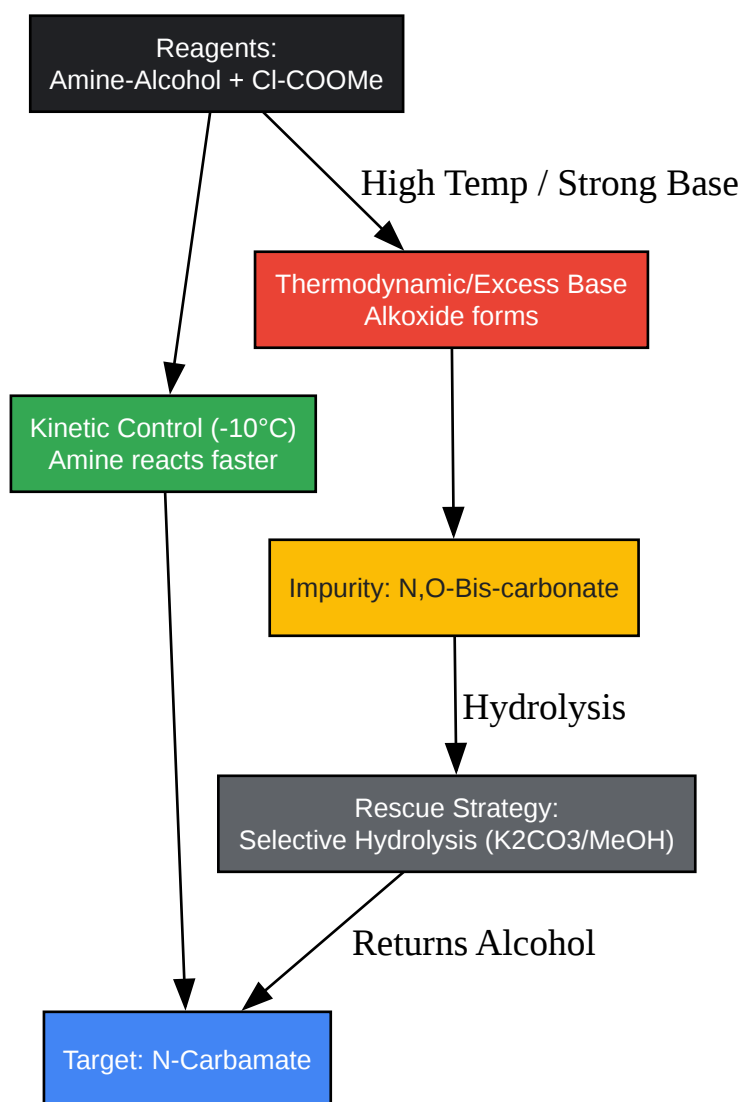 Reagents:
Amine-Alcohol + Cl-COOMe
High Temp / Strong Base
Thermodynamic/Excess Base
Alkoxide forms
Kinetic Control (-10°C)
Amine reacts faster
Impurity: N,O-Bis-carbonate
Hydrolysis
Rescue Strategy:
Selective Hydrolysis (K2CO3/MeOH)
Returns Alcohol
Target: N-Carbamate